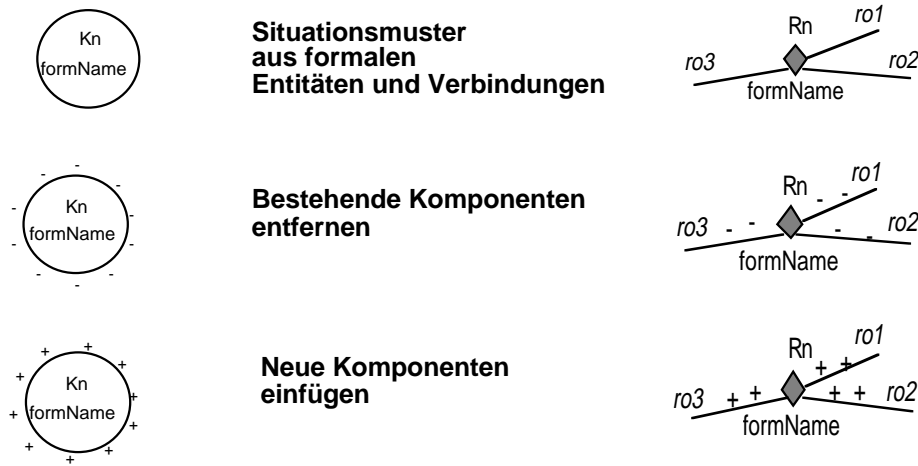 Kn
formName
Situationsmuster
aus formalen
Entitäten und Verbindungen
Rn
ro1
ro3
ro2
formName
- - - - - - - - - - -
Kn
formName
Bestehende Komponenten
entfernen
Rn
- -
ro1
ro3
- -
- -
ro2
formName
+ + + + + + + + + + +
Kn
formName
Neue Komponenten
einfügen
Rn
+ +
ro1
ro3
+ +
+ +
ro2
formName